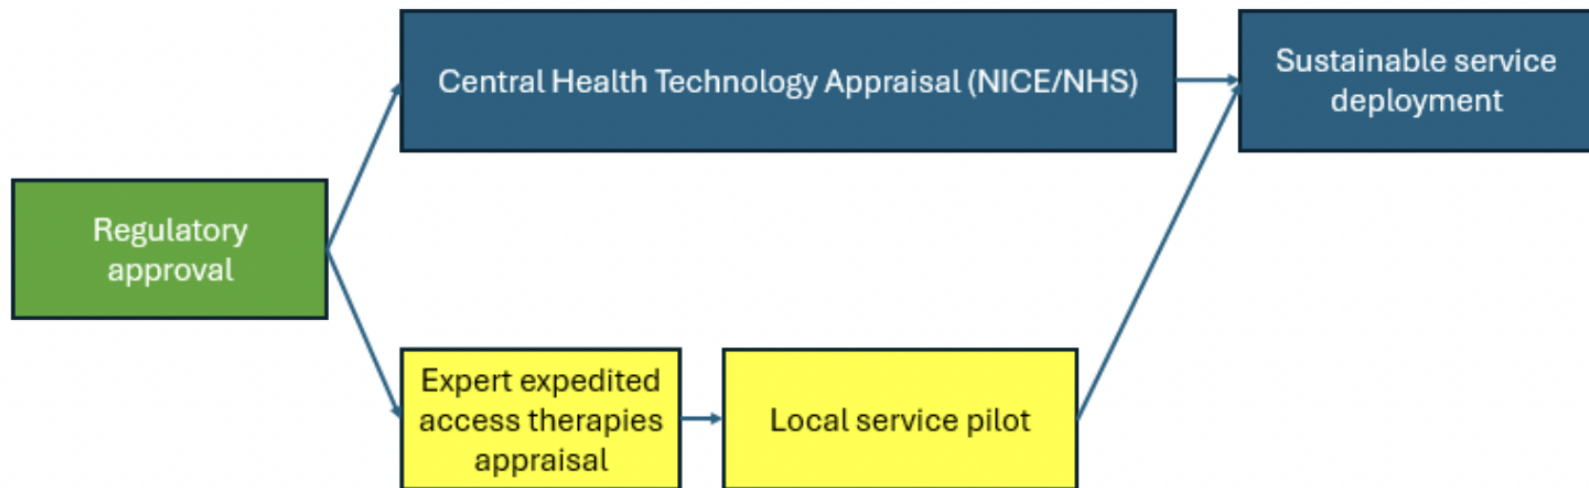 Central Health Technology Appraisal (NICE/NHS)
Sustainable service
deployment
Regulatory
approval
Expert expedited
access therapies
appraisal
Local service pilot